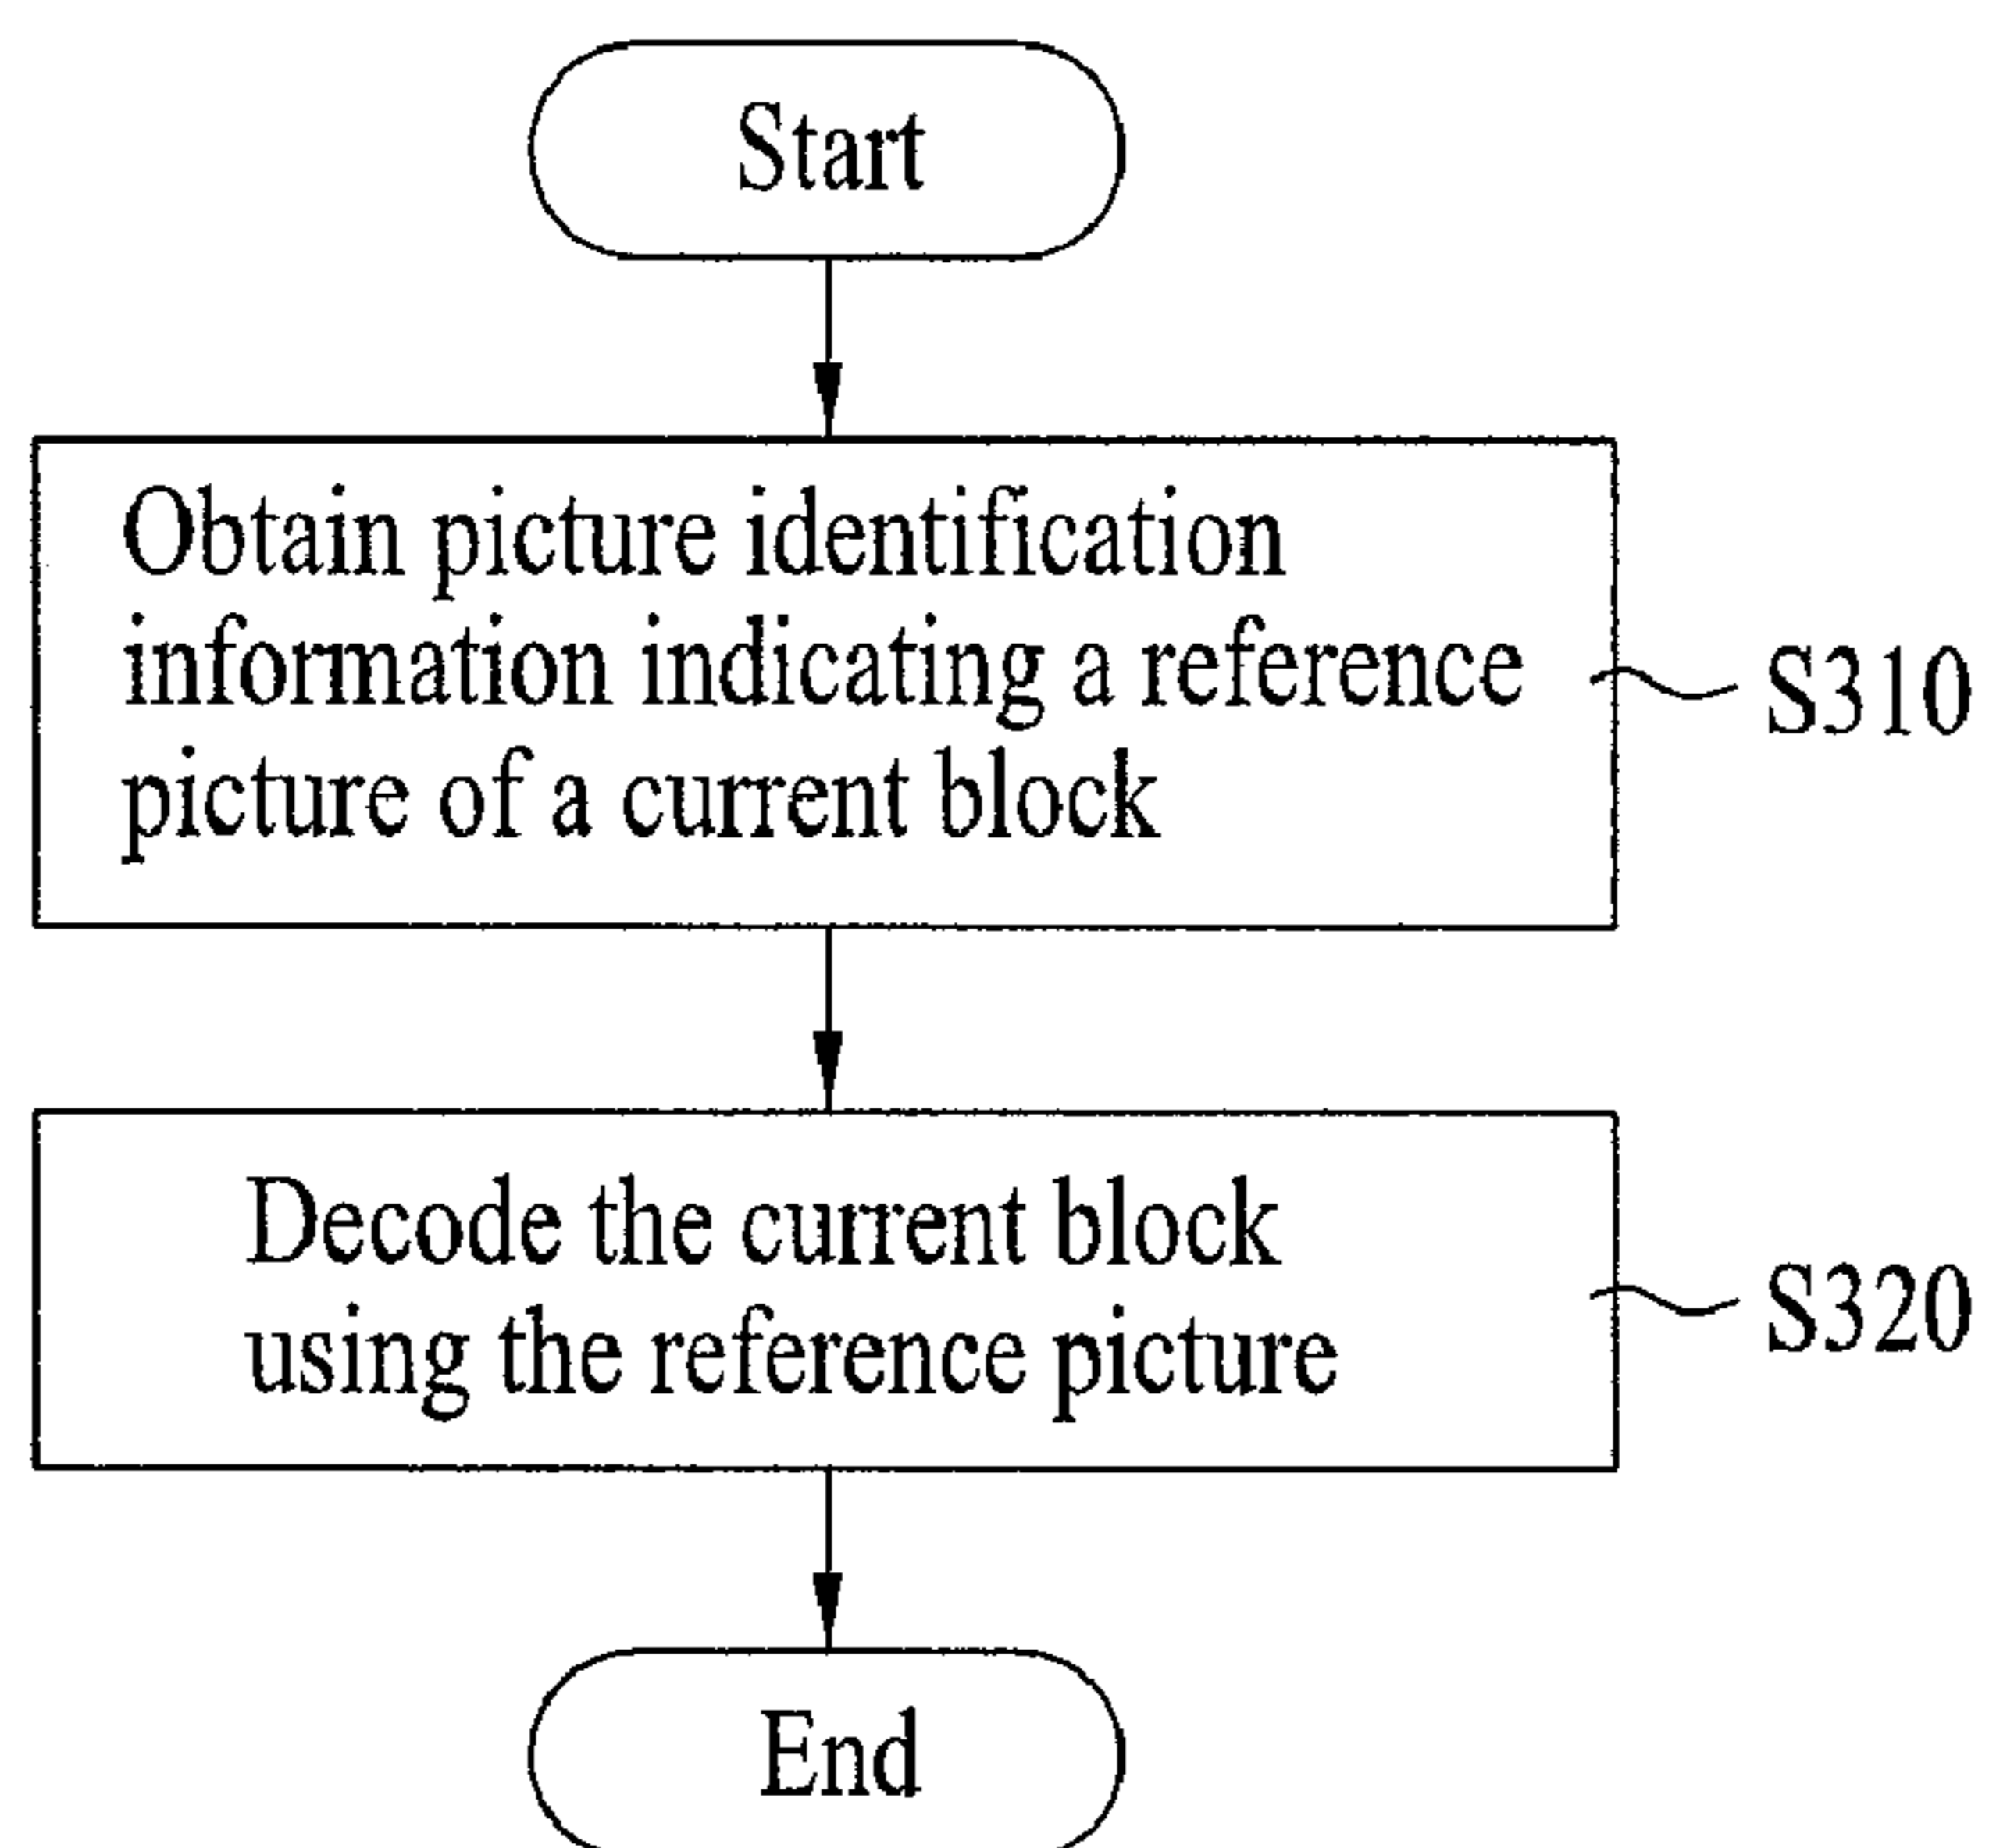 Start
Obtain picture identification
information indicating a reference
picture of a current block
S310
Decode the current block
using the reference picture
S320
End